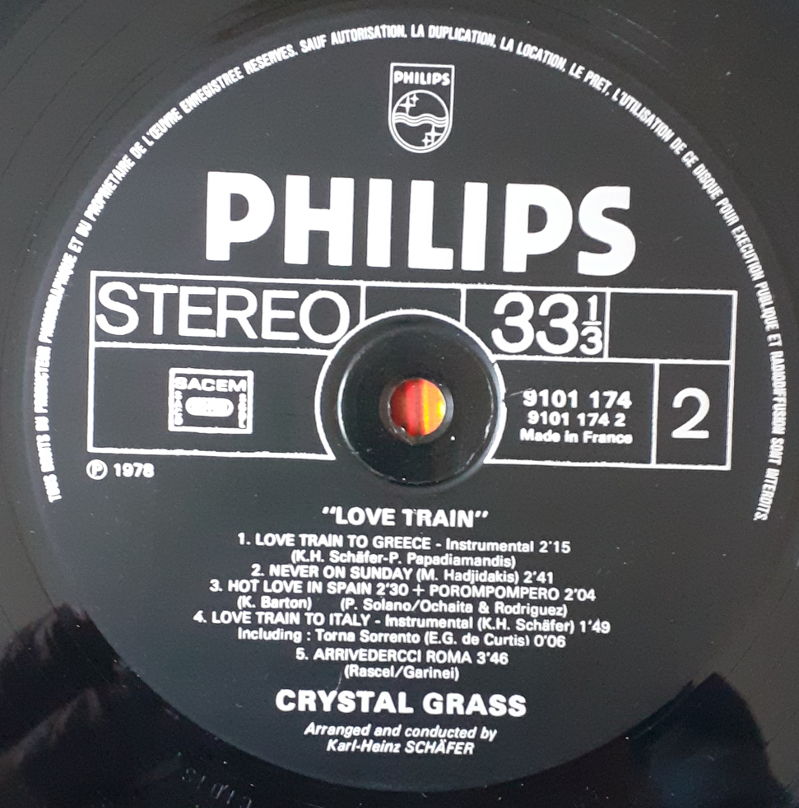 TOUS DROITS DU PRODUCTEUR PHONOGRAPHIQUE ET DU PROPRIETAIRE DE L'ŒUVRE ENREGISTREE RESERVES. SAUF AUTORISATION, LA DUPLICATION, LA LOCATION, LE PRET, L'UTILISATION DE CE DISQUE POUR EXECUTION PUBLIQUE ET RADIODIFFUSION SONT INTERDITS.
PHILIPS
PHILIPS
STEREO
33 1/3
SACEM
9101 174
9101 174 2
Made in France
2
℗ 1978
"LOVE TRAIN"
1. LOVE TRAIN TO GREECE - Instrumental 2'15
(K.H. Schäfer-P. Papadiamandis)
2. NEVER ON SUNDAY (M. Hadjidakis) 2'41
3. HOT LOVE IN SPAIN 2'30 + POROMPOMPERO 2'04
(K. Barton) (P. Solano/Ochaita & Rodriguez)
4. LOVE TRAIN TO ITALY - Instrumental (K.H. Schäfer) 1'49
Including : Torna Sorrento (E.G. de Curtis) 0'06
5. ARRIVEDERCCI ROMA 3'46
(Rascel/Garinei)
CRYSTAL GRASS
Arranged and conducted by
Karl-Heinz SCHÄFER